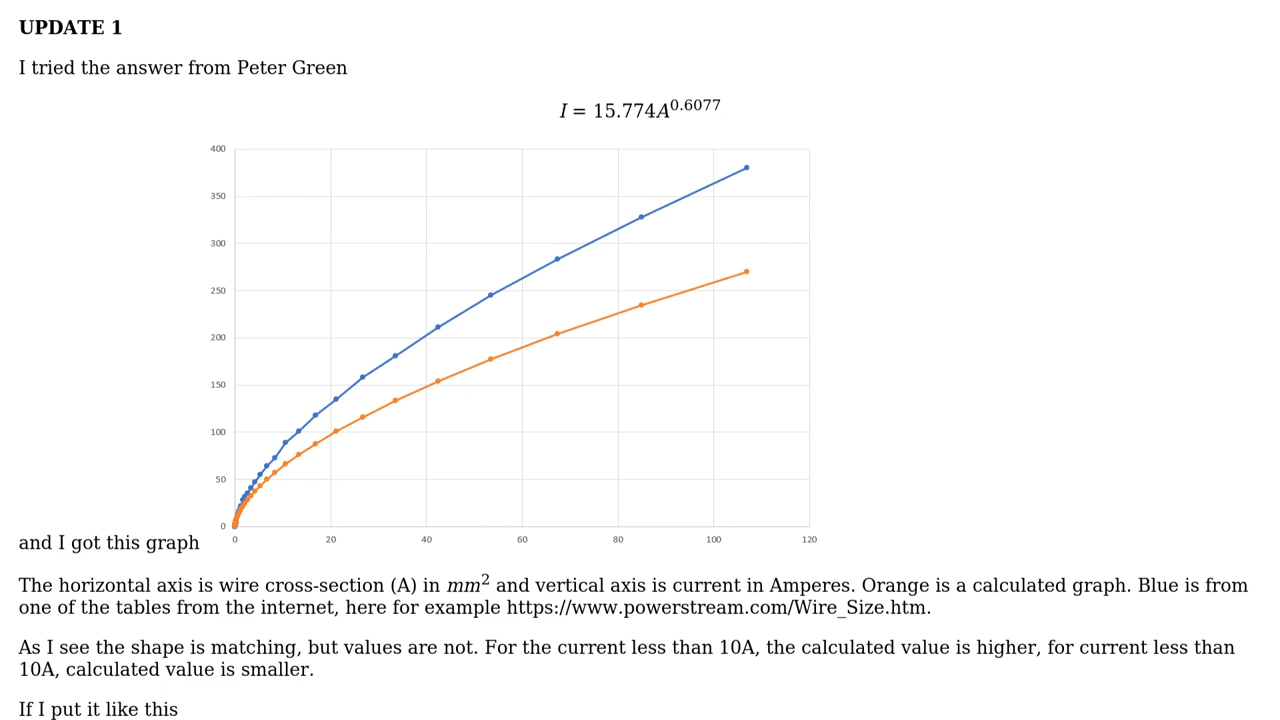 UPDATE 1
I tried the answer from Peter Green
I = 15.774A^0.6077
400
350
300
250
200
150
100
50
0
0 20 40 60 80 100 120
and I got this graph
The horizontal axis is wire cross-section (A) in mm² and vertical axis is current in Amperes. Orange is a calculated graph. Blue is from
one of the tables from the internet, here for example https://www.powerstream.com/Wire_Size.htm.
As I see the shape is matching, but values are not. For the current less than 10A, the calculated value is higher, for current less than
10A, calculated value is smaller.
If I put it like this